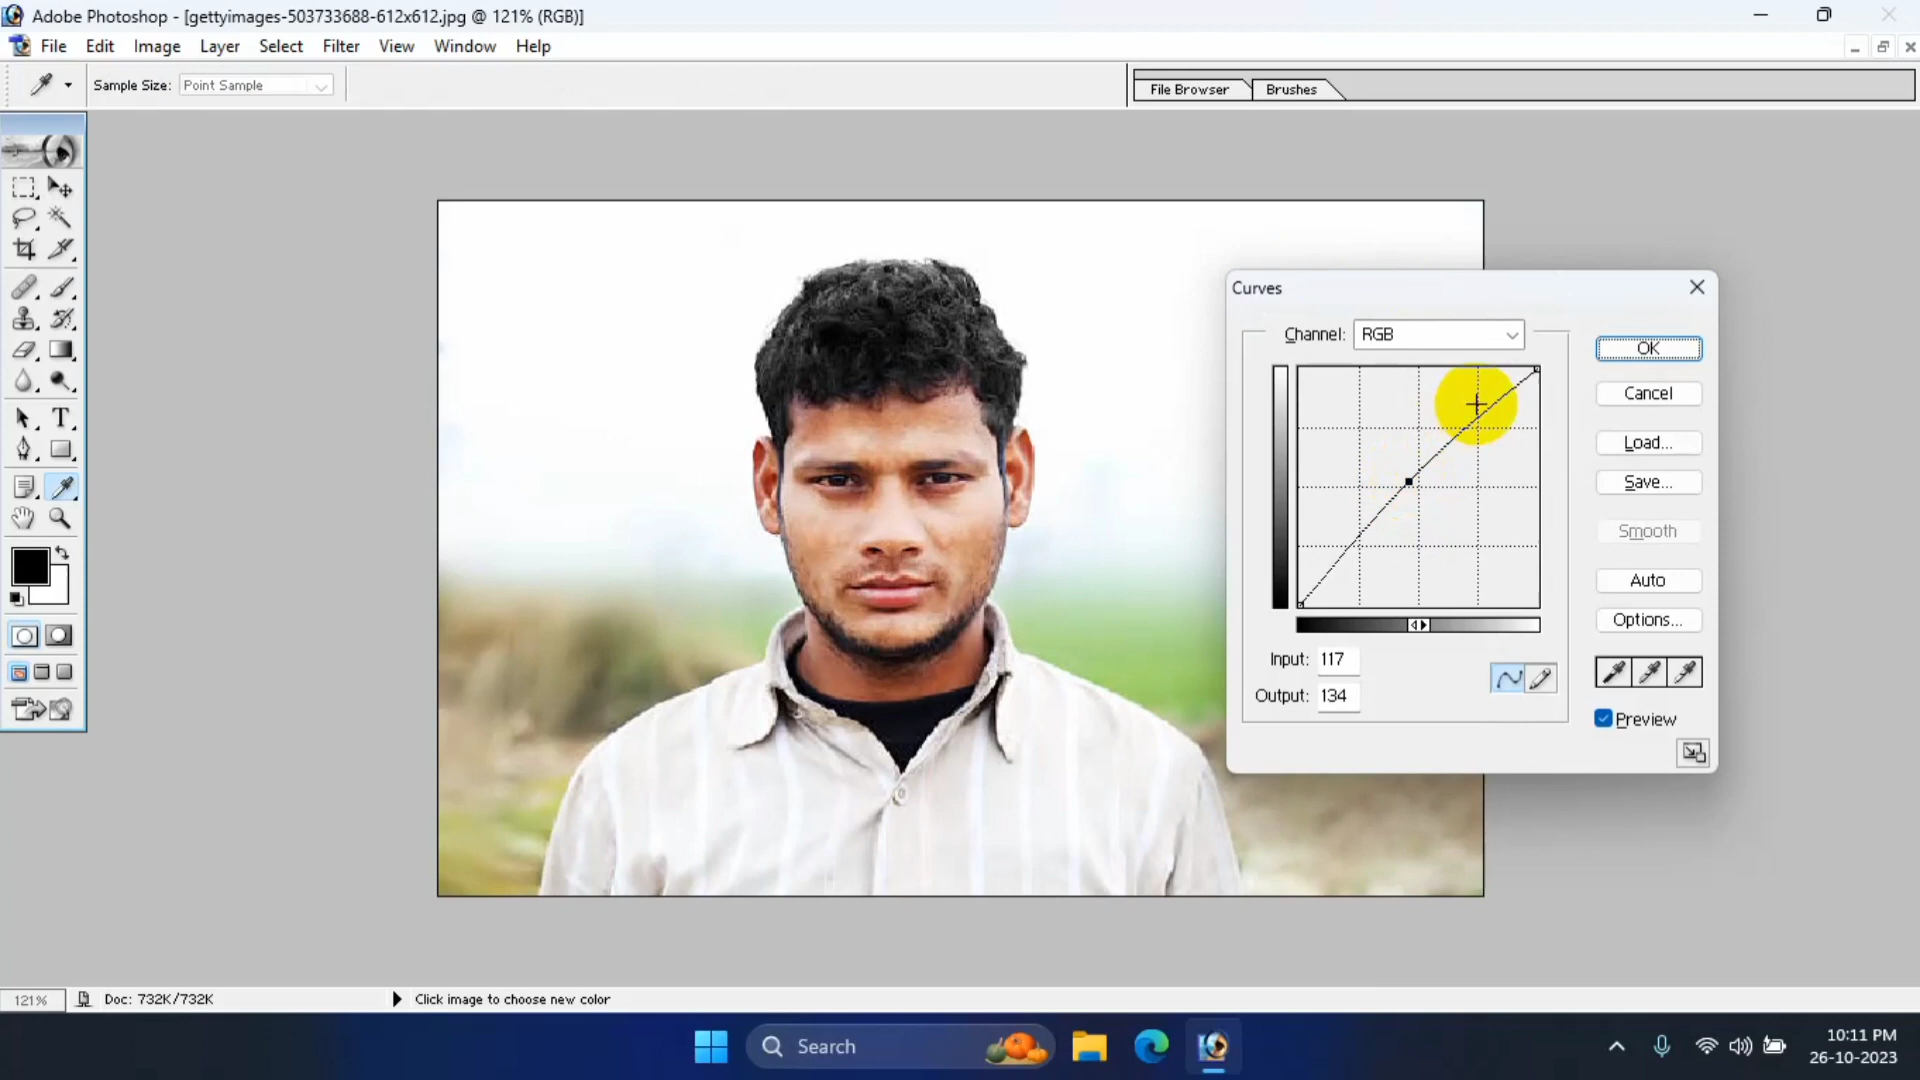 Adobe Photoshop - [gettyimages-503733688-612x612.jpg @ 121% (RGB)]
File Edit Image Layer Select Filter View Window Help
Sample Size: Point Sample
File Browser Brushes
Curves
Channel: RGB
OK
Cancel
Load...
Save...
Smooth
Auto
Options...
Input: 117
Output: 134
Preview
T
121% Doc: 732K/732K Click image to choose new color
Search
10:11 PM
26-10-2023